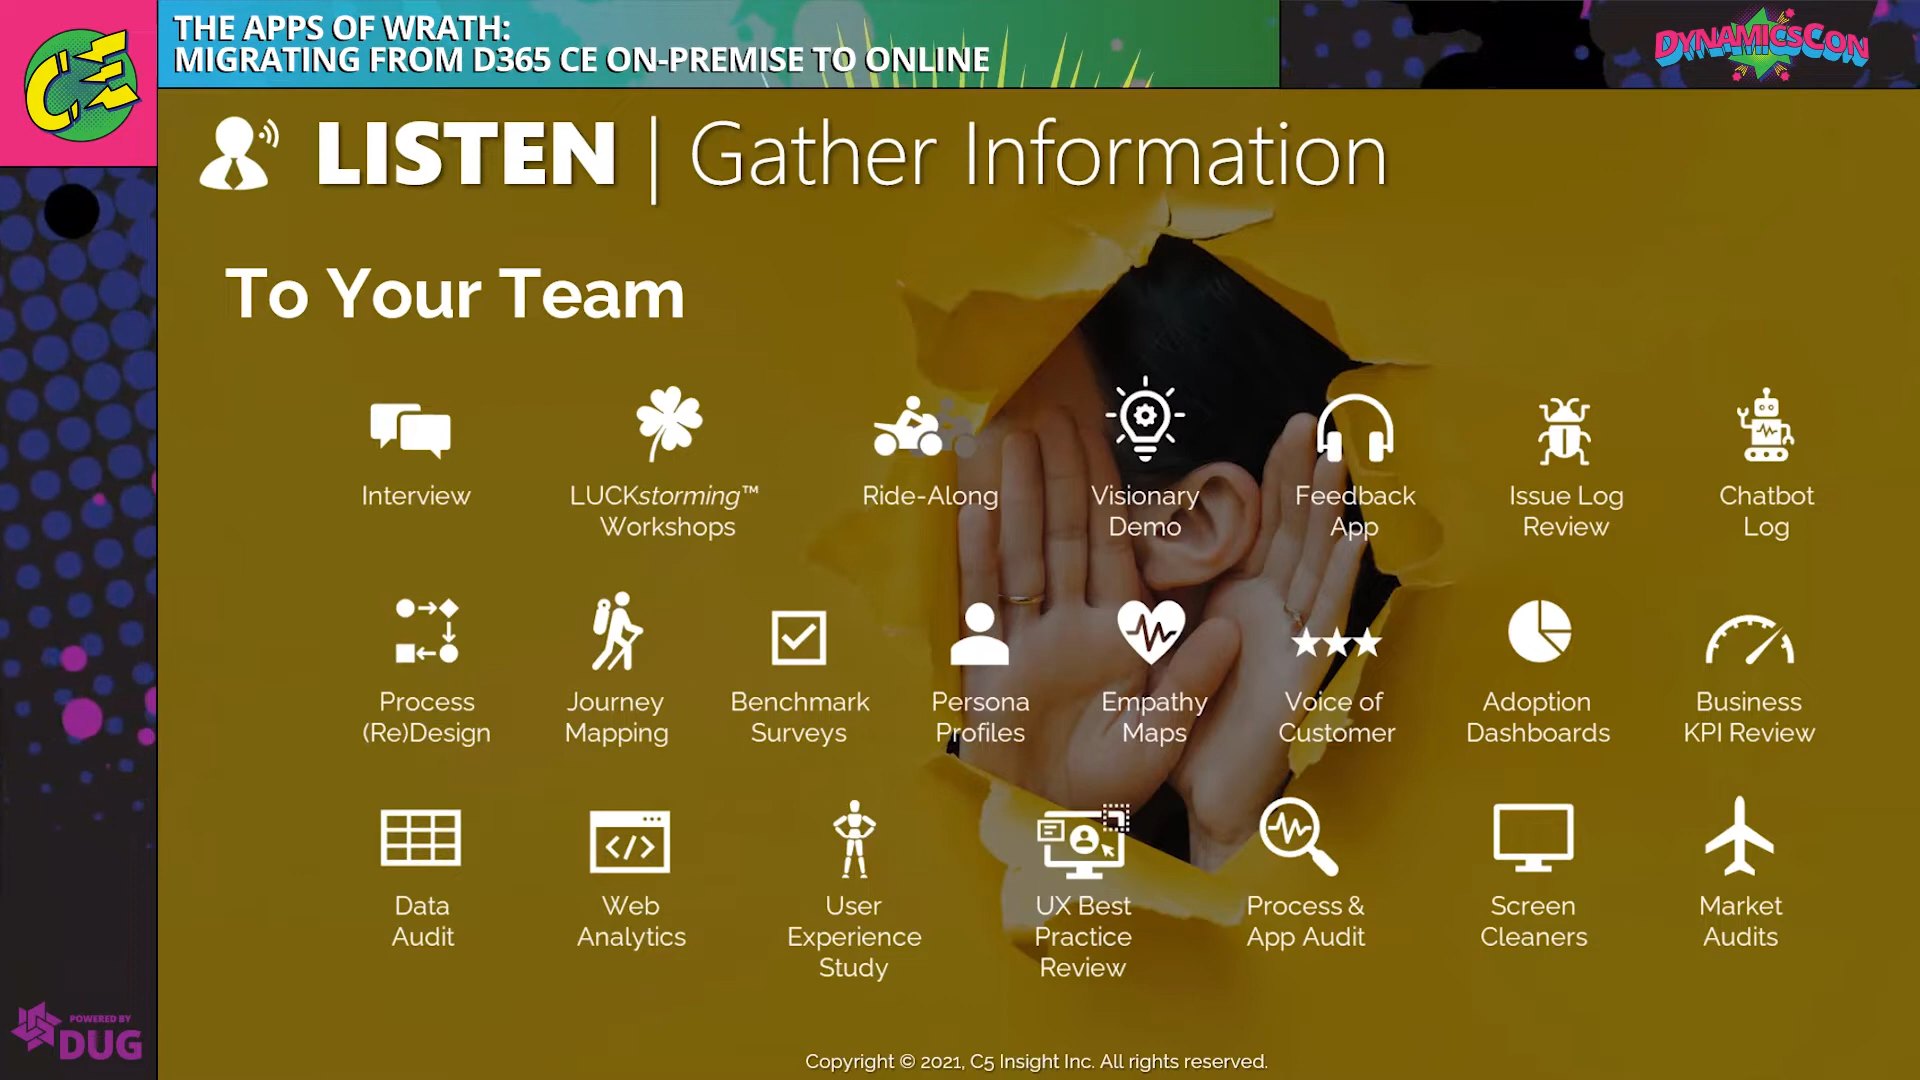 CE
THE APPS OF WRATH:
MIGRATING FROM D365 CE ON-PREMISE TO ONLINE
DYNAMICSCON
LISTEN | Gather Information
To Your Team
Interview
LUCKstorming™
Workshops
Ride-Along
Visionary
Demo
Feedback
App
Issue Log
Review
Chatbot
Log
Process
(Re)Design
Journey
Mapping
Benchmark
Surveys
Persona
Profiles
Empathy
Maps
Voice of
Customer
Adoption
Dashboards
Business
KPI Review
Data
Audit
Web
Analytics
User
Experience
Study
UX Best
Practice
Review
Process &
App Audit
Screen
Cleaners
Market
Audits
POWERED BY
DUG
Copyright © 2021, C5 Insight Inc. All rights reserved.